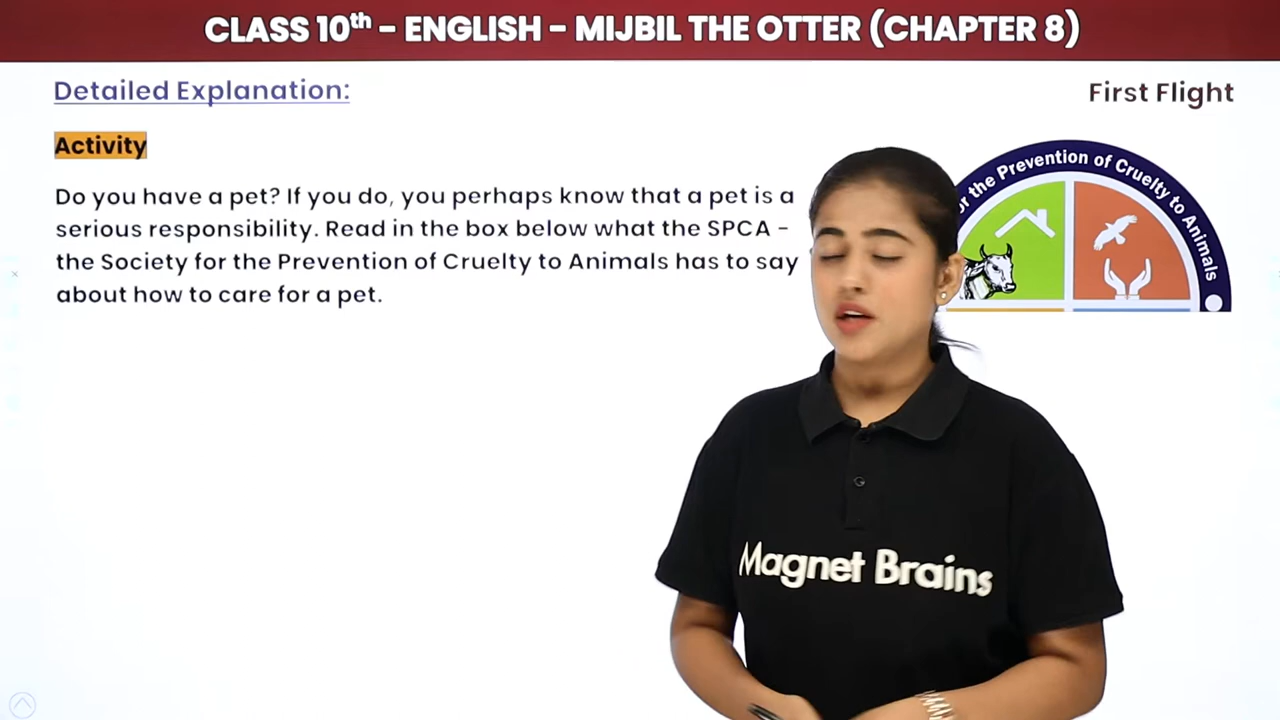 CLASS 10th - ENGLISH - MIJBIL THE OTTER (CHAPTER 8)
Detailed Explanation:
First Flight
Activity
Do you have a pet? If you do, you perhaps know that a pet is a
serious responsibility. Read in the box below what the SPCA -
the Society for the Prevention of Cruelty to Animals has to say
about how to care for a pet.
the Prevention of Cruelty to Animals
Magnet Brains